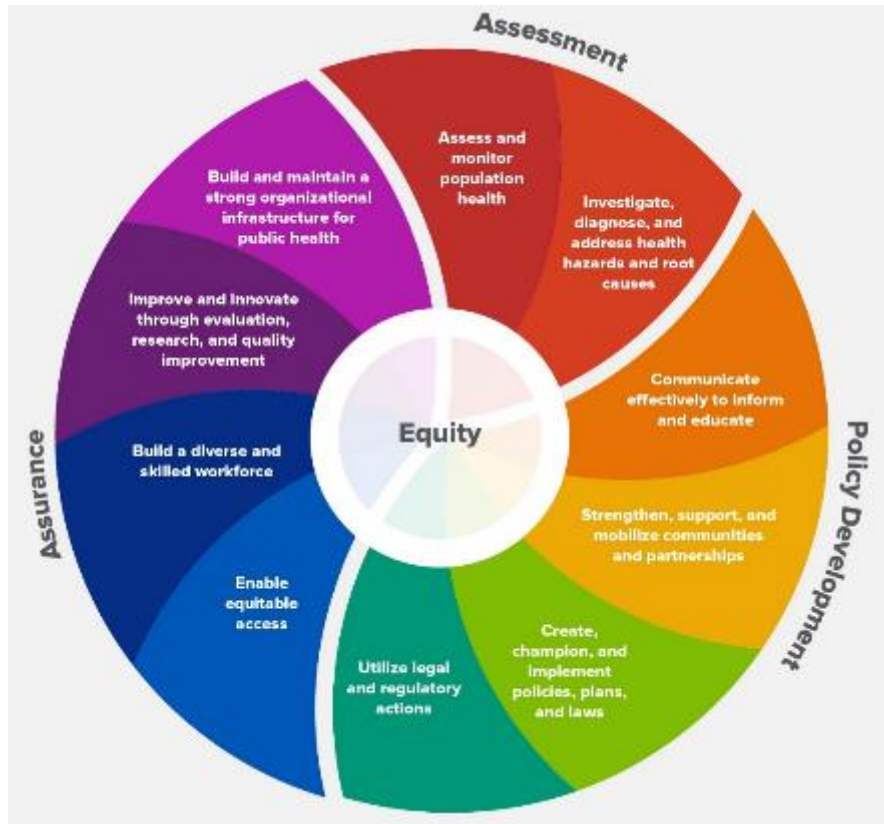 Assessment
Assess and
monitor
population
health
Investigate,
diagnose, and
address health
hazards and root
causes
Policy Development
Communicate
effectively to inform
and educate
Strengthen, support, and
mobilize communities
and partnerships
Create,
champion, and
implement
policies, plans,
and laws
Utilize legal
and regulatory
actions
Assurance
Enable
equitable
access
Build a diverse and
skilled workforce
Improve and innovate
through evaluation,
research, and quality
improvement
Build and maintain a
strong organizational
infrastructure for
public health
Equity